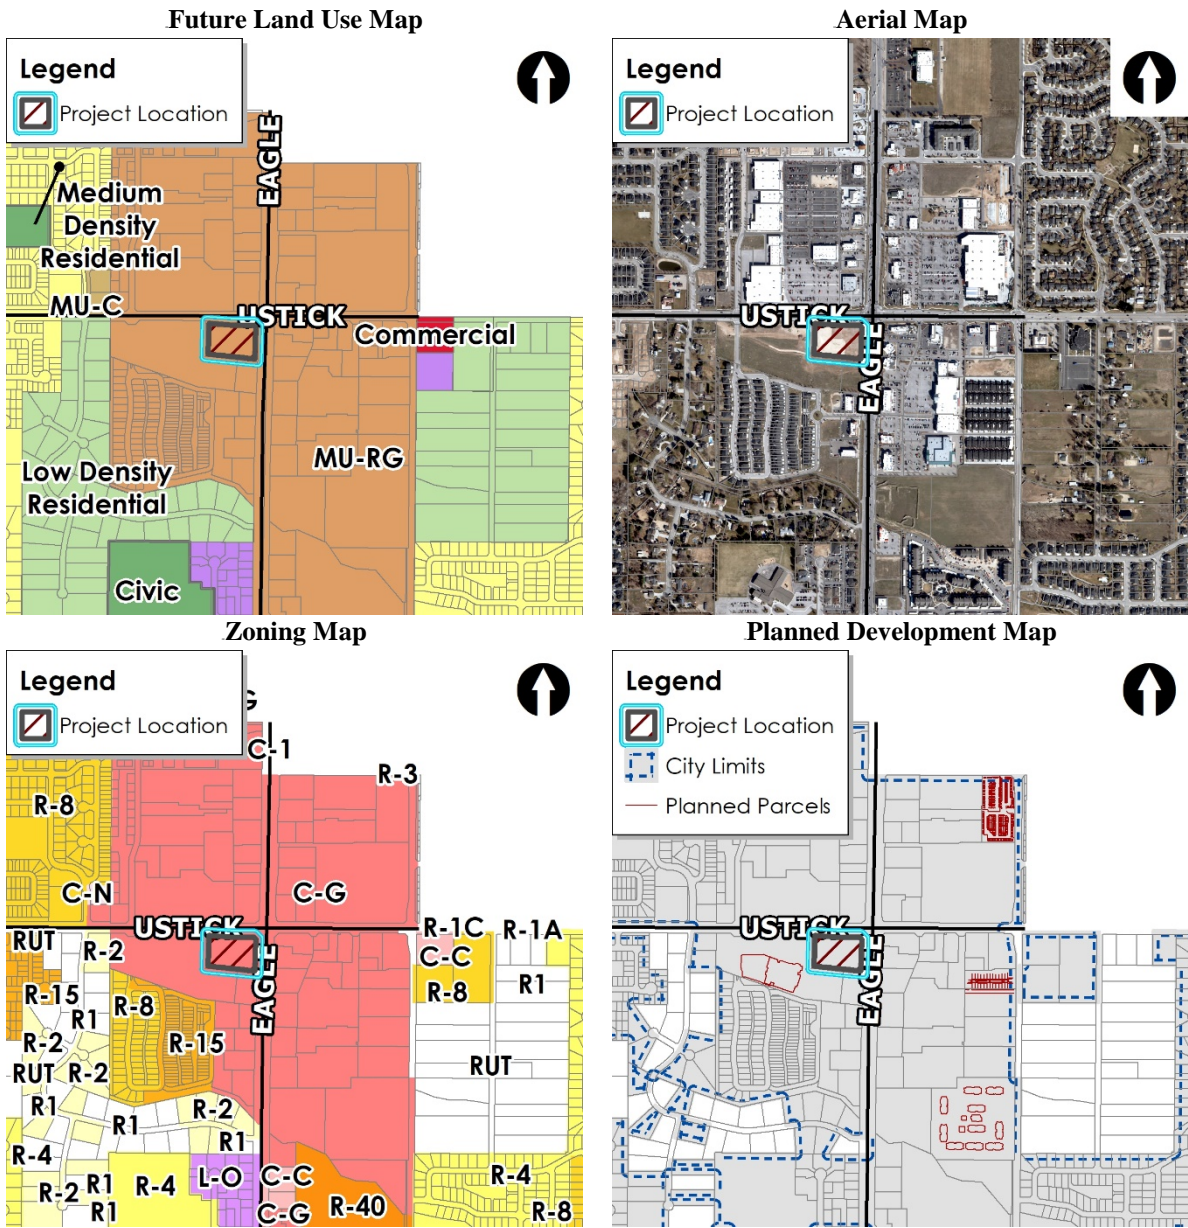 Future Land Use Map
Legend
Project Location
EAGLE
Medium
Density
Residential
MU-C
USTICK
Commercial
MU-RG
Low Density
Residential
Civic
Aerial Map
Legend
Project Location
USTICK
EAGLE
Zoning Map
Legend
Project Location
G
C-1
R-3
R-8
C-N
C-G
USTICK
R-1C
R-1A
RUT
R-2
C-C
EAGLE
R-15
R-8
R-8
R1
R1
R-2
R-15
RUT
R-2
RUT
R1
R1
R-2
R1
R-4
R1
R-4
L-O
C-C
R-4
R-2
R1
C-G
R-40
R-8
Planned Development Map
Legend
Project Location
City Limits
Planned Parcels
USTICK
EAGLE